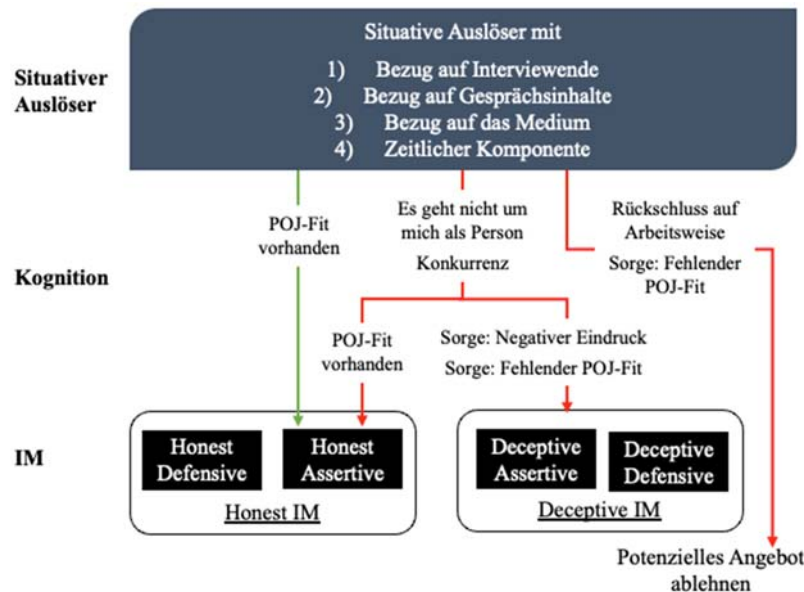 Situativer
Auslöser
Situative Auslöser mit
1) Bezug auf Interviewende
2) Bezug auf Gesprächsinhalte
3) Bezug auf das Medium
4) Zeitlicher Komponente
Kognition
POJ-Fit
vorhanden
Es geht nicht um
mich als Person
Konkurrenz
Rückschluss auf
Arbeitsweise
Sorge: Fehlender
POJ-Fit
POJ-Fit
vorhanden
Sorge: Negativer Eindruck
Sorge: Fehlender POJ-Fit
IM
Honest
Defensive
Honest
Assertive
Honest IM
Deceptive
Assertive
Deceptive
Defensive
Deceptive IM
Potenzielles Angebot
ablehnen